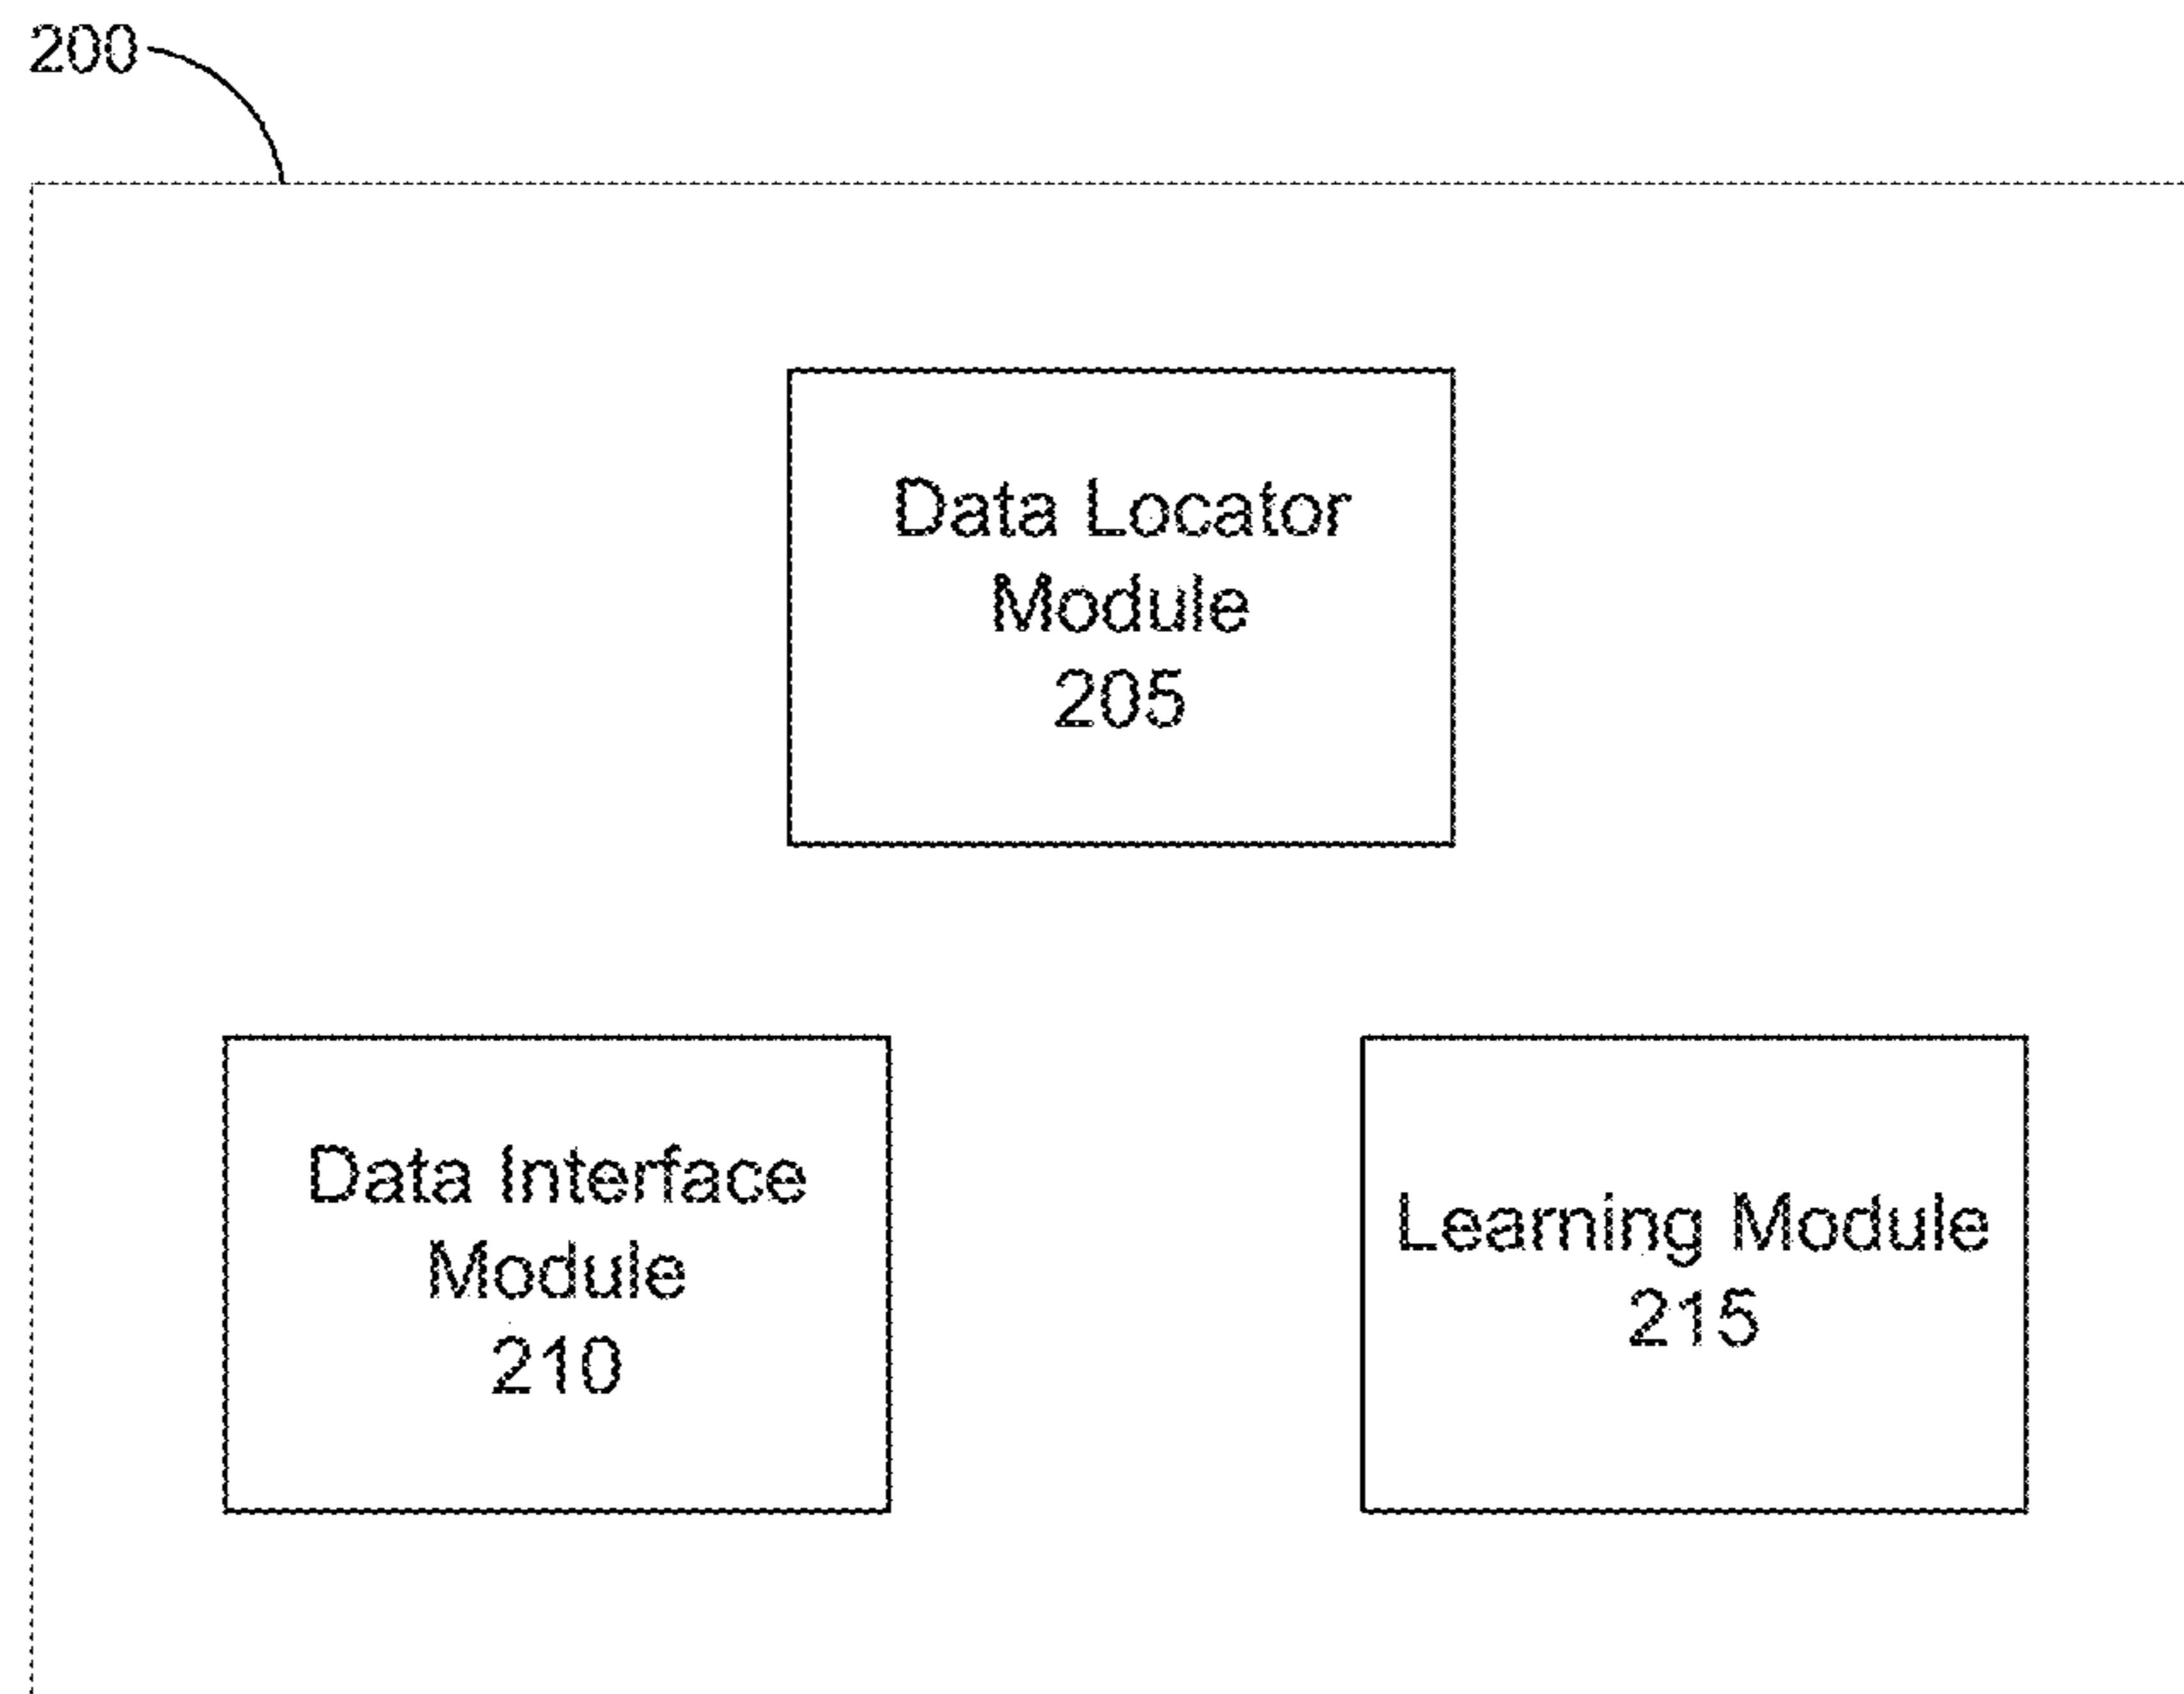 200
Data Locator
Module
205
Data Interface
Module
210
Learning Module
215